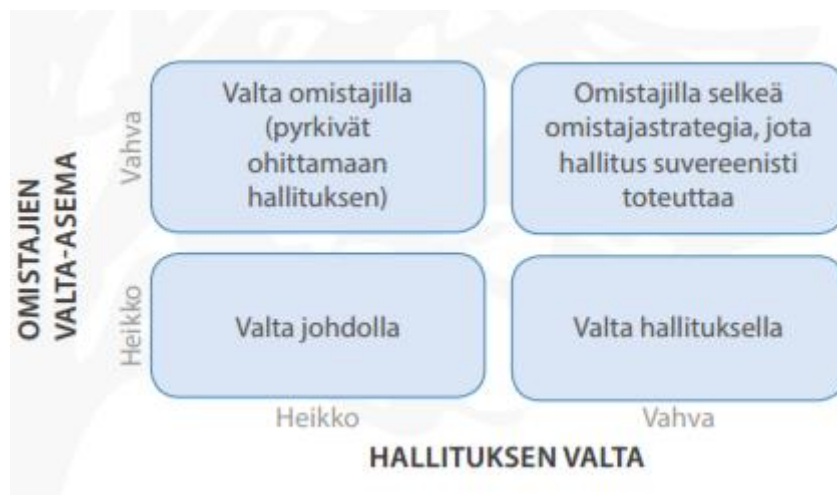 OMISTAJIEN
VALTA-ASEMA
Vahva
Valta omistajilla
(pyrkivät
ohittamaan
hallituksen)
Omistajilla selkeä
omistajastrategia, jota
hallitus suvereenisti
toteuttaa
Heikko
Valta johdolla
Valta hallituksella
Heikko
Vahva
HALLITUKSEN VALTA